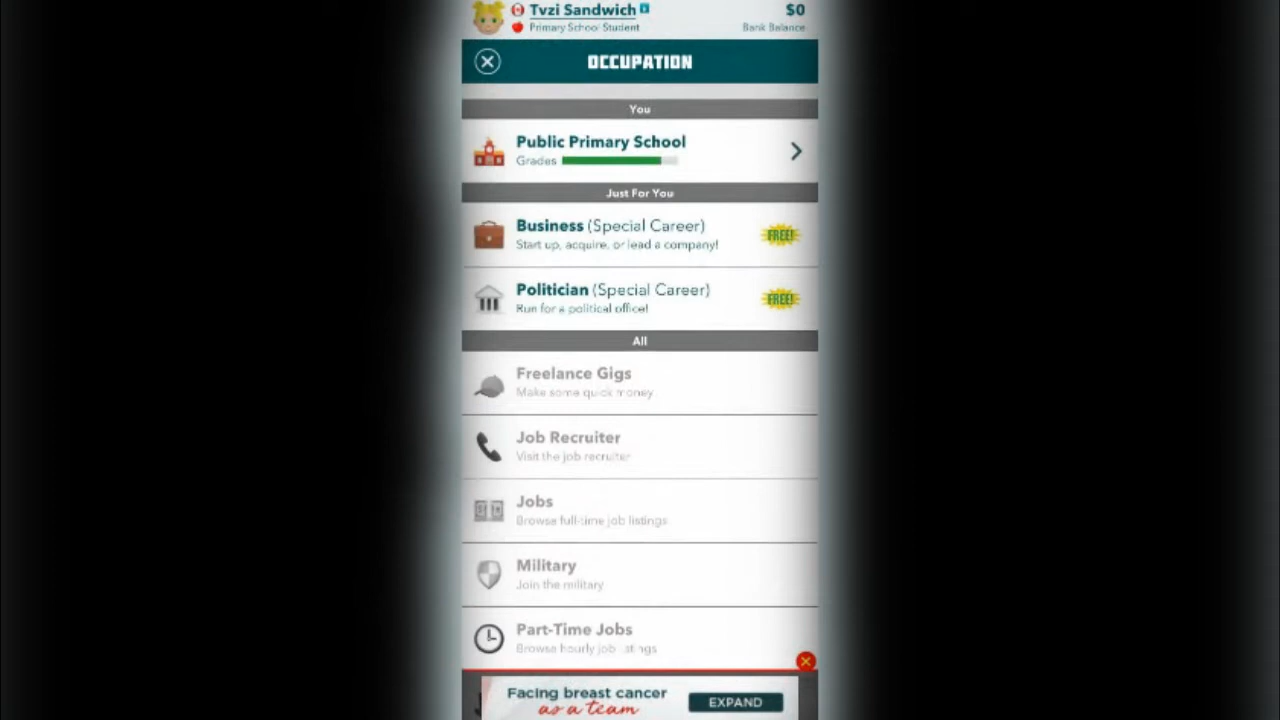 Tvzi Sandwich
$0
Primary School Student
Bank Balance
OCCUPATION
You
Public Primary School
Grades
Just For You
Business (Special Career)
Start up, acquire, or lead a company!
FREE!
Politician (Special Career)
Run for a political office!
FREE!
All
Freelance Gigs
Make some quick money
Job Recruiter
Visit the job recruiter
Jobs
Browse full-time job listings
Military
Join the military
Part-Time Jobs
Browse hourly job listings
Facing breast cancer
as a team
EXPAND